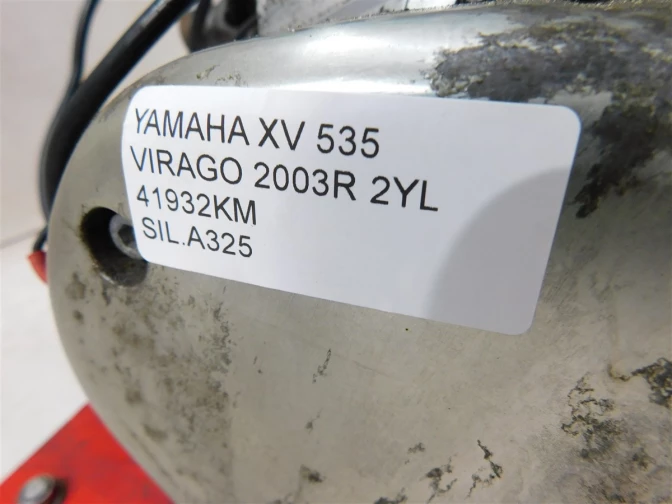 YAMAHA XV 535
VIRAGO 2003R 2YL
41932KM
SIL.A325